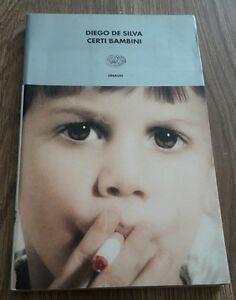 DIEGO DE SILVA
CERTI BAMBINI
EINAUDI